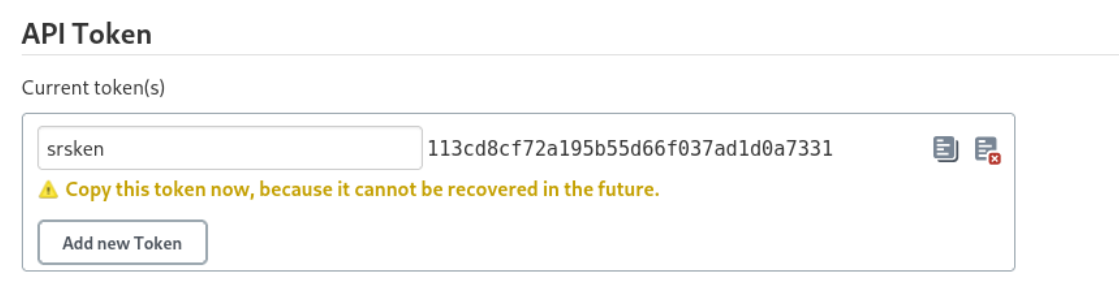 API Token
Current token(s)
srsken 113cd8cf72a195b55d66f037ad1d0a7331
Copy this token now, because it cannot be recovered in the future.
Add new Token